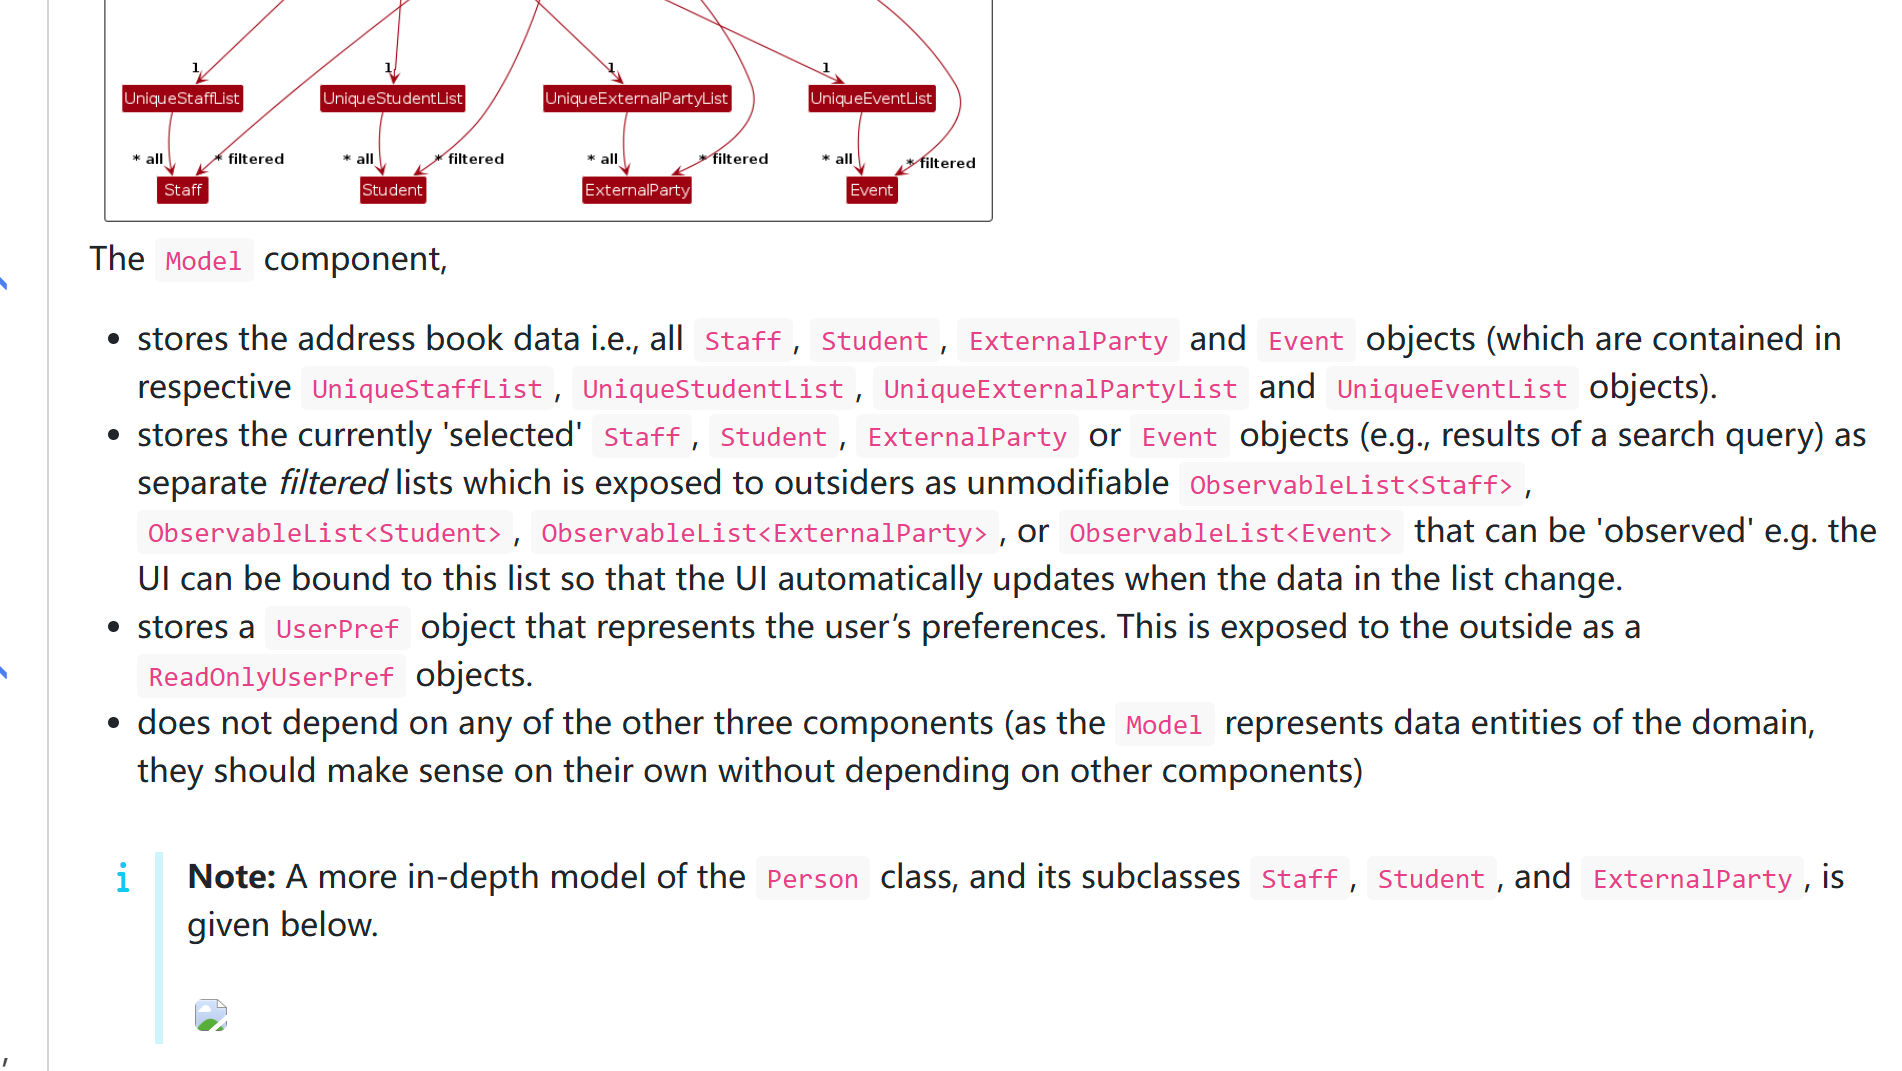 1 1 1 1
UniqueStaffList UniqueStudentList UniqueExternalPartyList UniqueEventList
* all * filtered * all * filtered * all * filtered * all * filtered
Staff Student ExternalParty Event
The Model component,
• stores the address book data i.e., all Staff, Student, ExternalParty and Event objects (which are contained in
respective UniqueStaffList, UniqueStudentList, UniqueExternalPartyList and UniqueEventList objects).
• stores the currently 'selected' Staff, Student, ExternalParty or Event objects (e.g., results of a search query) as
separate filtered lists which is exposed to outsiders as unmodifiable ObservableList<Staff>,
ObservableList<Student>, ObservableList<ExternalParty>, or ObservableList<Event> that can be 'observed' e.g. the
UI can be bound to this list so that the UI automatically updates when the data in the list change.
• stores a UserPref object that represents the user’s preferences. This is exposed to the outside as a
ReadOnlyUserPref objects.
• does not depend on any of the other three components (as the Model represents data entities of the domain,
they should make sense on their own without depending on other components)
i Note: A more in-depth model of the Person class, and its subclasses Staff, Student, and ExternalParty, is
given below.
,